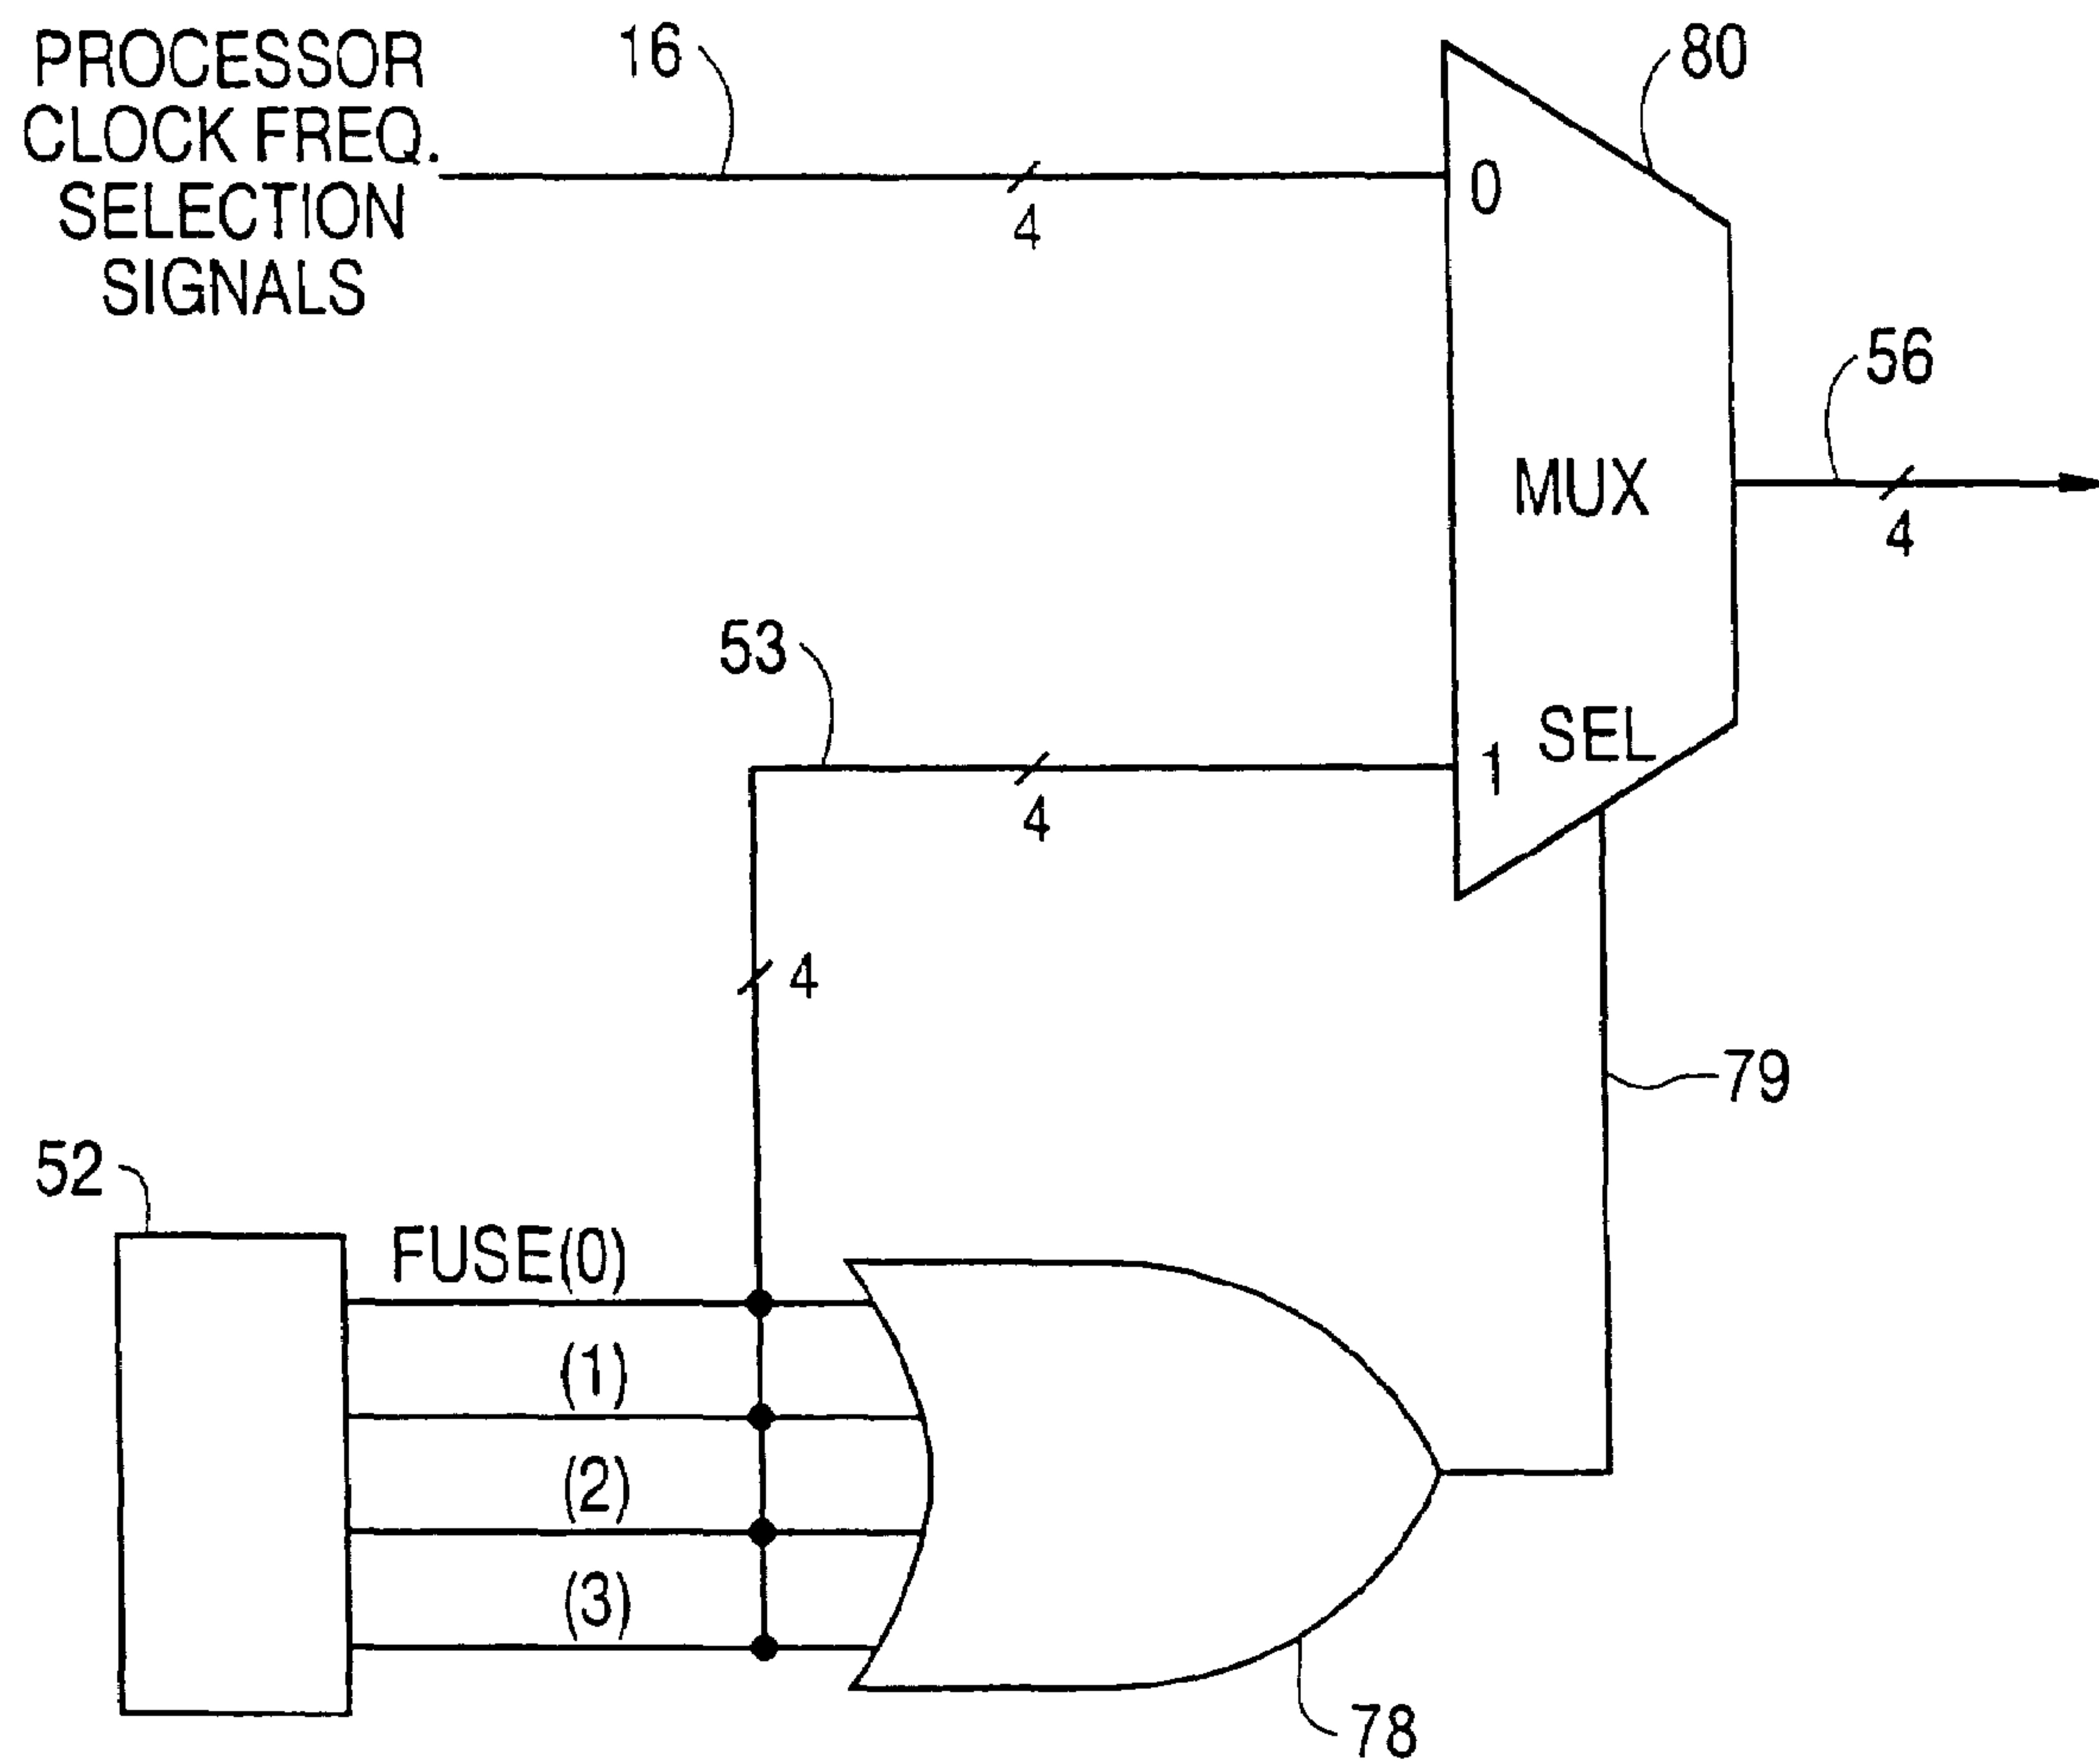 PROCESSOR
CLOCK FREQ.
SELECTION
SIGNALS
16
80
4
0
MUX
56
4
53
4
1
SEL
4
79
52
FUSE(0)
(1)
(2)
(3)
78